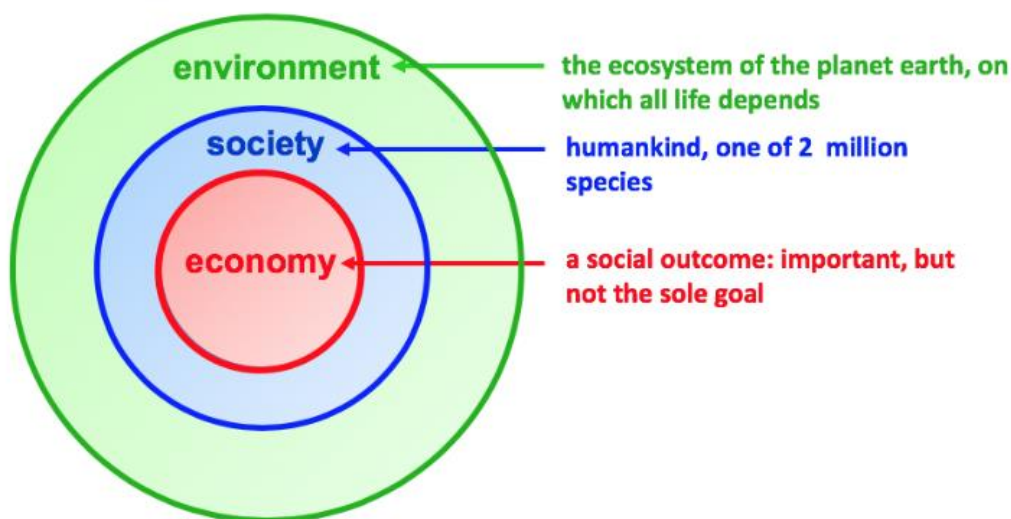 environment
the ecosystem of the planet earth, on
which all life depends
society
humankind, one of 2 million
species
economy
a social outcome: important, but
not the sole goal